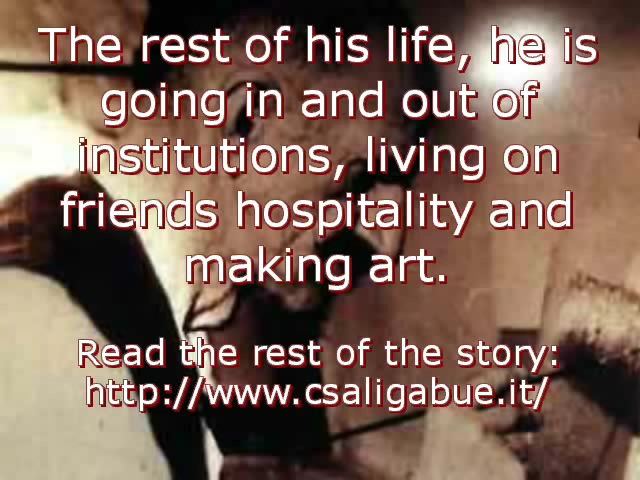 The rest of his life, he is
going in and out of
institutions, living on
friends hospitality and
making art.
Read the rest of the story:
http://www.csaligabue.it/